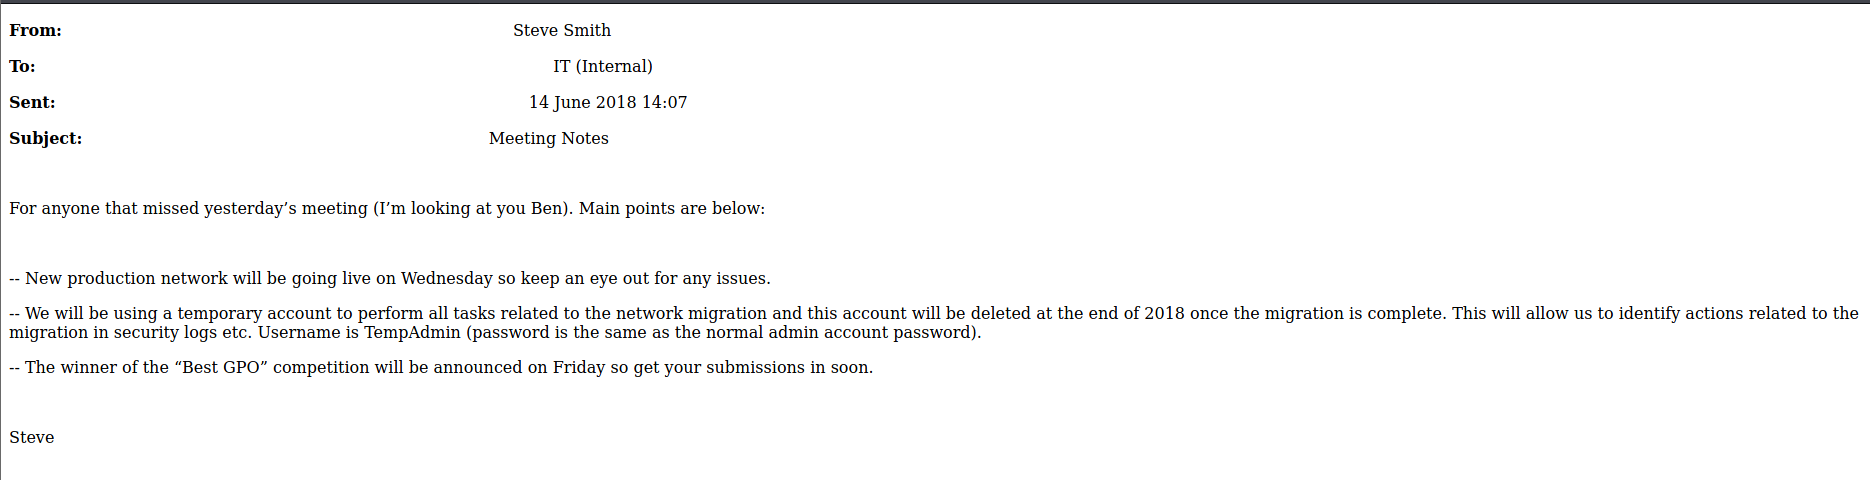 From: Steve Smith
To: IT (Internal)
Sent: 14 June 2018 14:07
Subject: Meeting Notes
For anyone that missed yesterday’s meeting (I’m looking at you Ben). Main points are below:
-- New production network will be going live on Wednesday so keep an eye out for any issues.
-- We will be using a temporary account to perform all tasks related to the network migration and this account will be deleted at the end of 2018 once the migration is complete. This will allow us to identify actions related to the
migration in security logs etc. Username is TempAdmin (password is the same as the normal admin account password).
-- The winner of the “Best GPO” competition will be announced on Friday so get your submissions in soon.
Steve